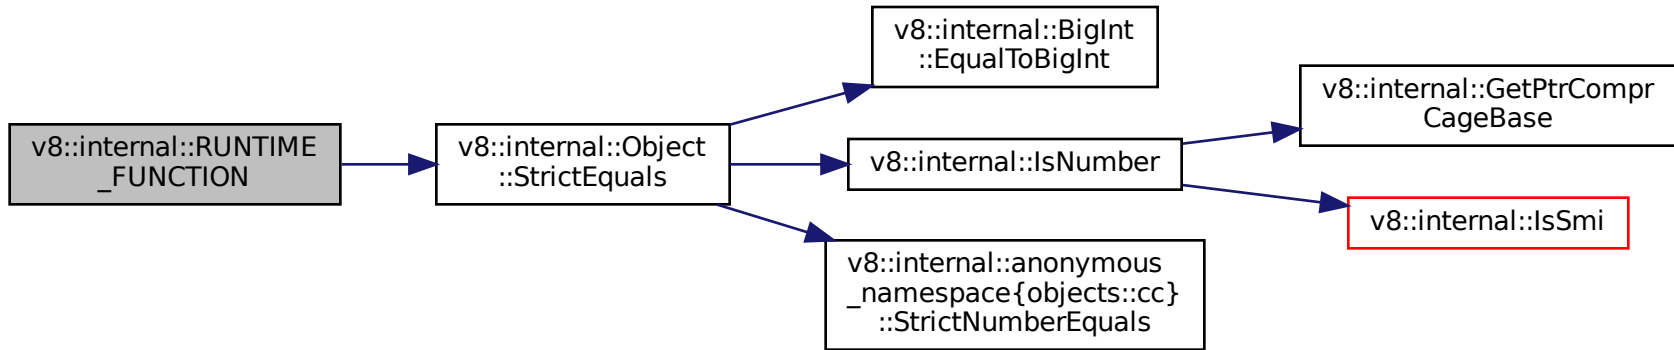 v8::internal::RUNTIME
_FUNCTION
v8::internal::Object
::StrictEquals
v8::internal::BigInt
::EqualToBigInt
v8::internal::IsNumber
v8::internal::anonymous
_namespace{objects::cc}
::StrictNumberEquals
v8::internal::GetPtrCompr
CageBase
v8::internal::IsSmi